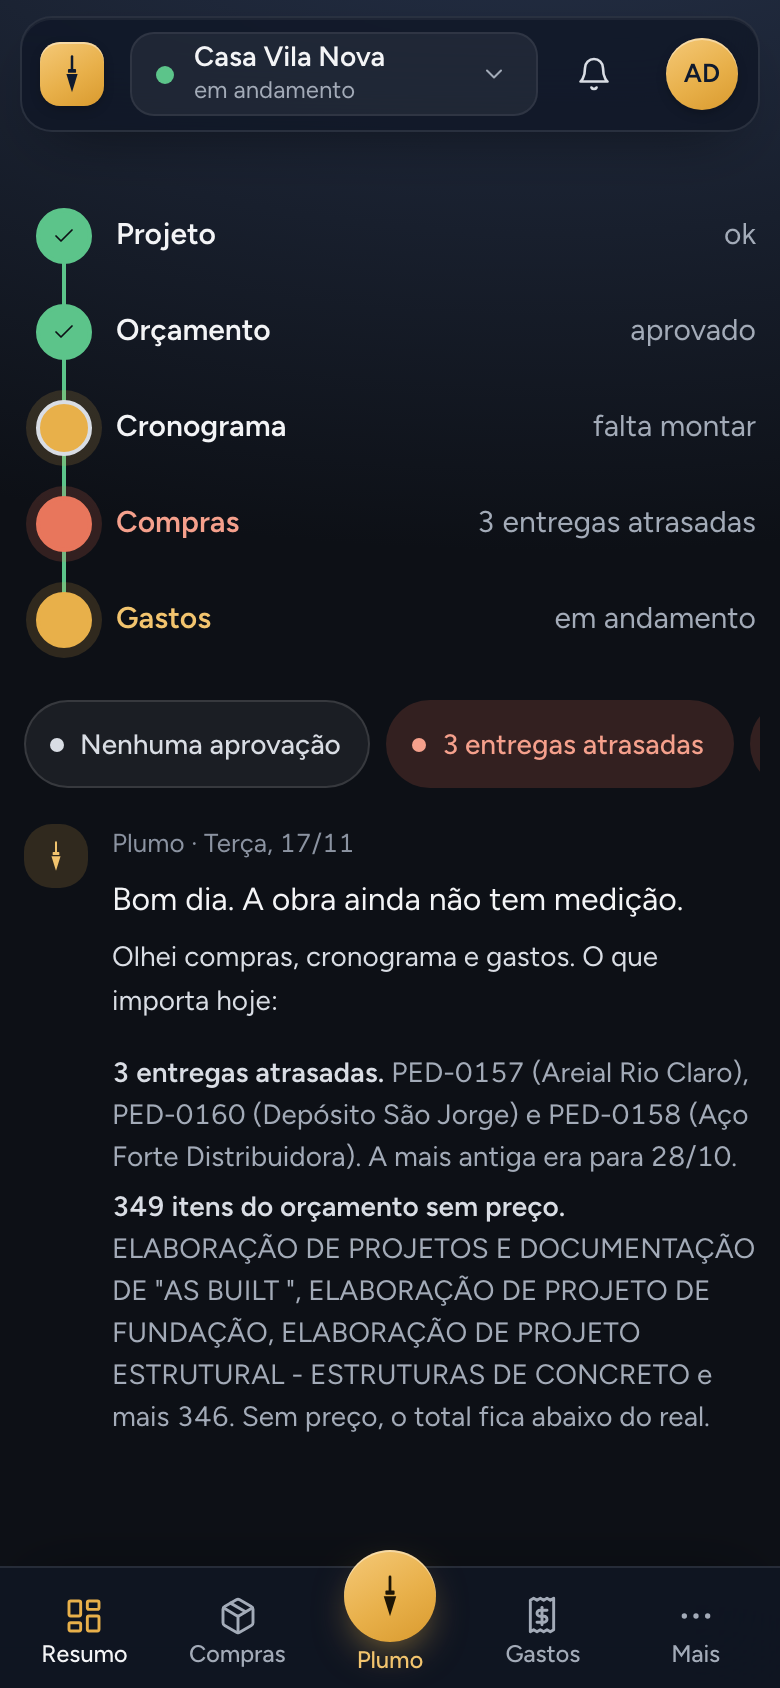 Casa Vila Nova
em andamento
AD
Projeto
ok
Orçamento
aprovado
Cronograma
falta montar
Compras
3 entregas atrasadas
Gastos
em andamento
Nenhuma aprovação
3 entregas atrasadas
Plumo · Terça, 17/11
Bom dia. A obra ainda não tem medição.
Olhei compras, cronograma e gastos. O que
importa hoje:
3 entregas atrasadas. PED-0157 (Areial Rio Claro),
PED-0160 (Depósito São Jorge) e PED-0158 (Aço
Forte Distribuidora). A mais antiga era para 28/10.
349 itens do orçamento sem preço.
ELABORAÇÃO DE PROJETOS E DOCUMENTAÇÃO
DE "AS BUILT ", ELABORAÇÃO DE PROJETO DE
FUNDAÇÃO, ELABORAÇÃO DE PROJETO
ESTRUTURAL - ESTRUTURAS DE CONCRETO e
mais 346. Sem preço, o total fica abaixo do real.
Resumo
Compras
Plumo
Gastos
Mais